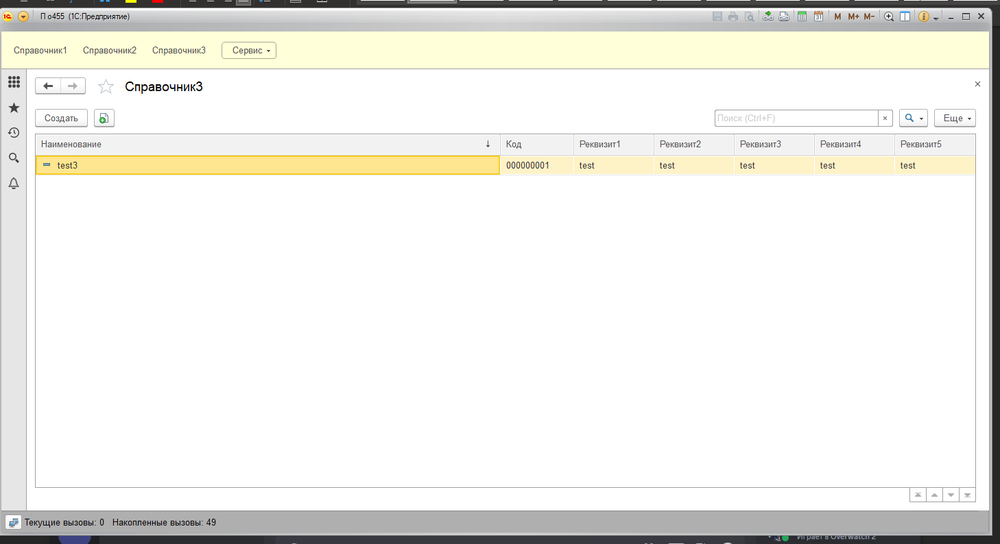 П о455 (1С:Предприятие)
31 M M+ M- i
Справочник1 Справочник2 Справочник3 Сервис
Справочник3
Создать Поиск (Ctrl+F) × Еще
Наименование ↓ Код Реквизит1 Реквизит2 Реквизит3 Реквизит4 Реквизит5
test3 000000001 test test test test test
Текущие вызовы: 0 Накопленные вызовы: 49
Играет в Overwatch 2